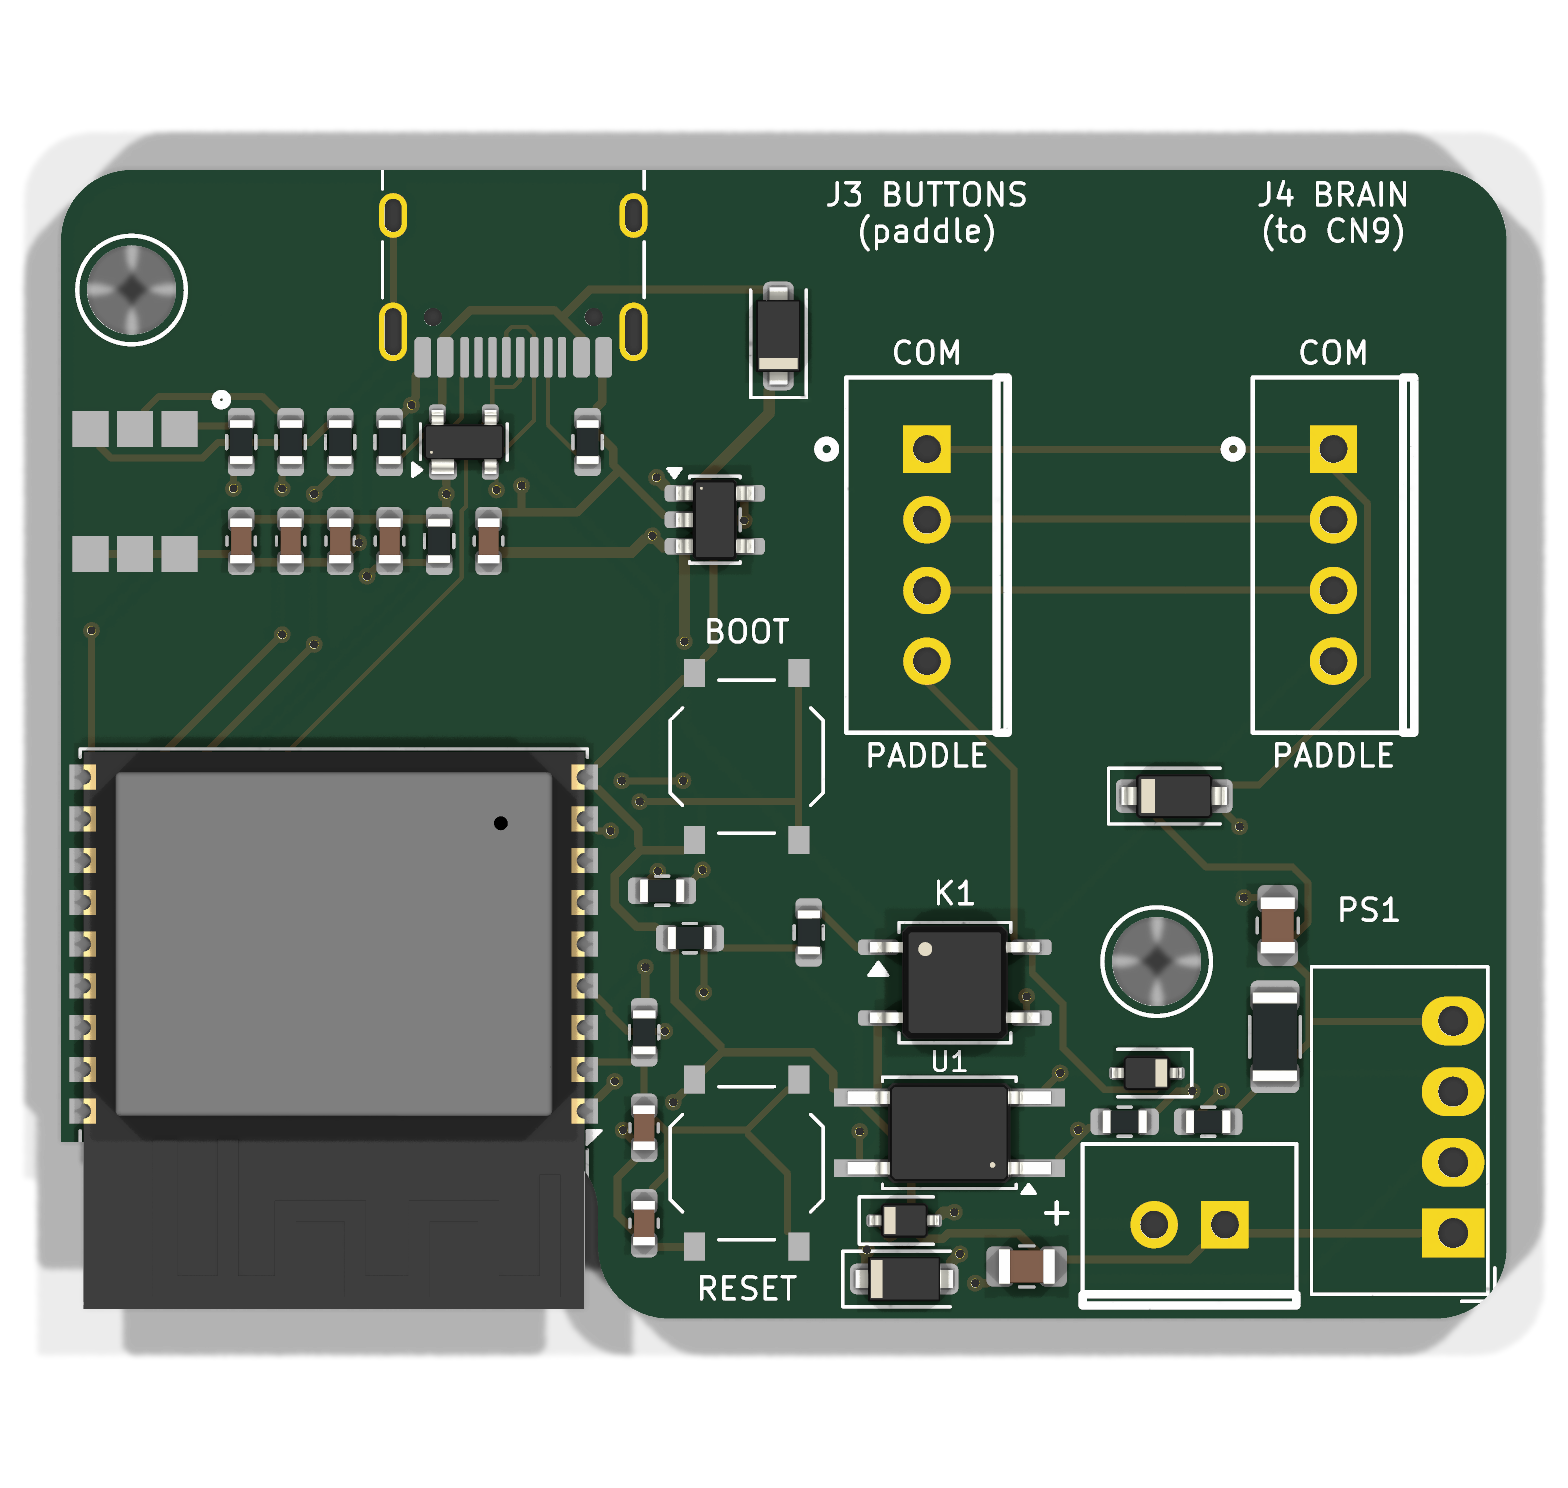 J3 BUTTONS
(paddle)
J4 BRAIN
(to CN9)
COM
COM
BOOT
PADDLE
PADDLE
K1
PS1
U1
+
RESET